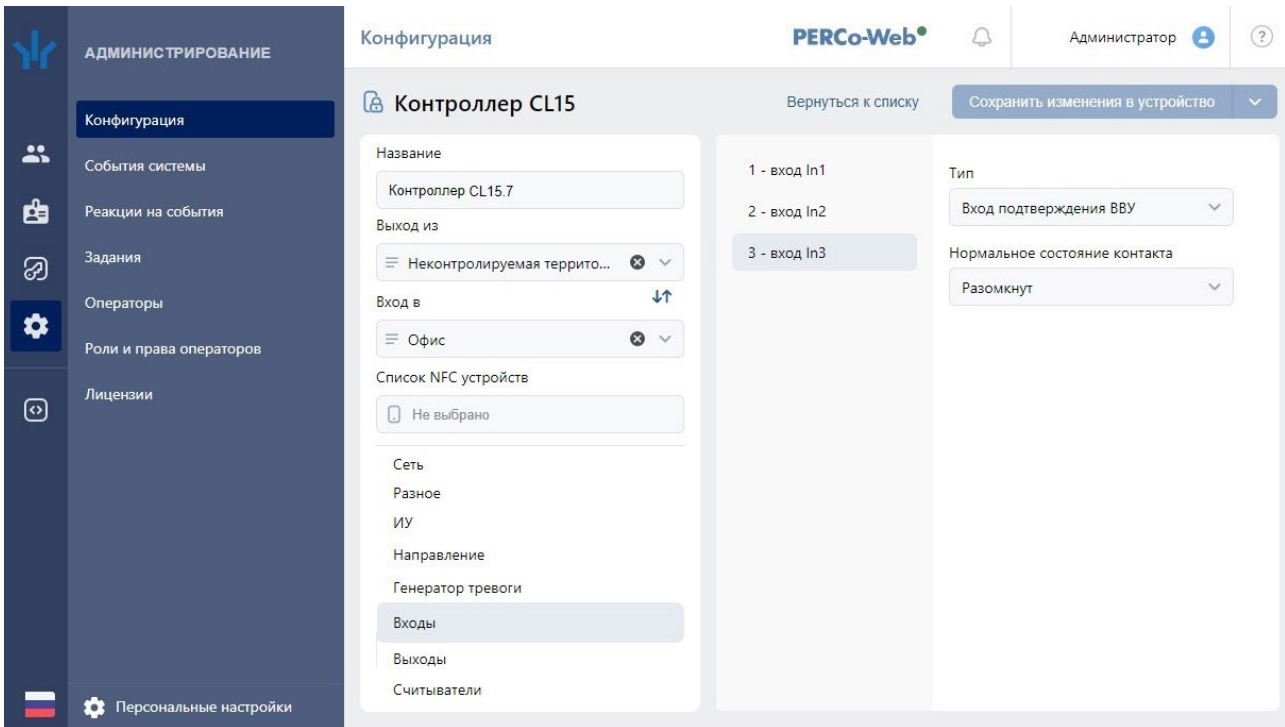 АДМИНИСТРИРОВАНИЕ
Конфигурация
События системы
Реакции на события
Задания
Операторы
Роли и права операторов
Лицензии
Персональные настройки
Конфигурация
PERCo-Web
Администратор
?
Контроллер CL15
Вернуться к списку
Сохранить изменения в устройство
Название
Контроллер CL15.7
Выход из
Неконтролируемая террито...
Вход в
Офис
Список NFC устройств
Не выбрано
Сеть
Разное
ИУ
Направление
Генератор тревоги
Входы
Выходы
Считыватели
1 - вход In1
2 - вход In2
3 - вход In3
Тип
Вход подтверждения ВВУ
Нормальное состояние контакта
Разомкнут